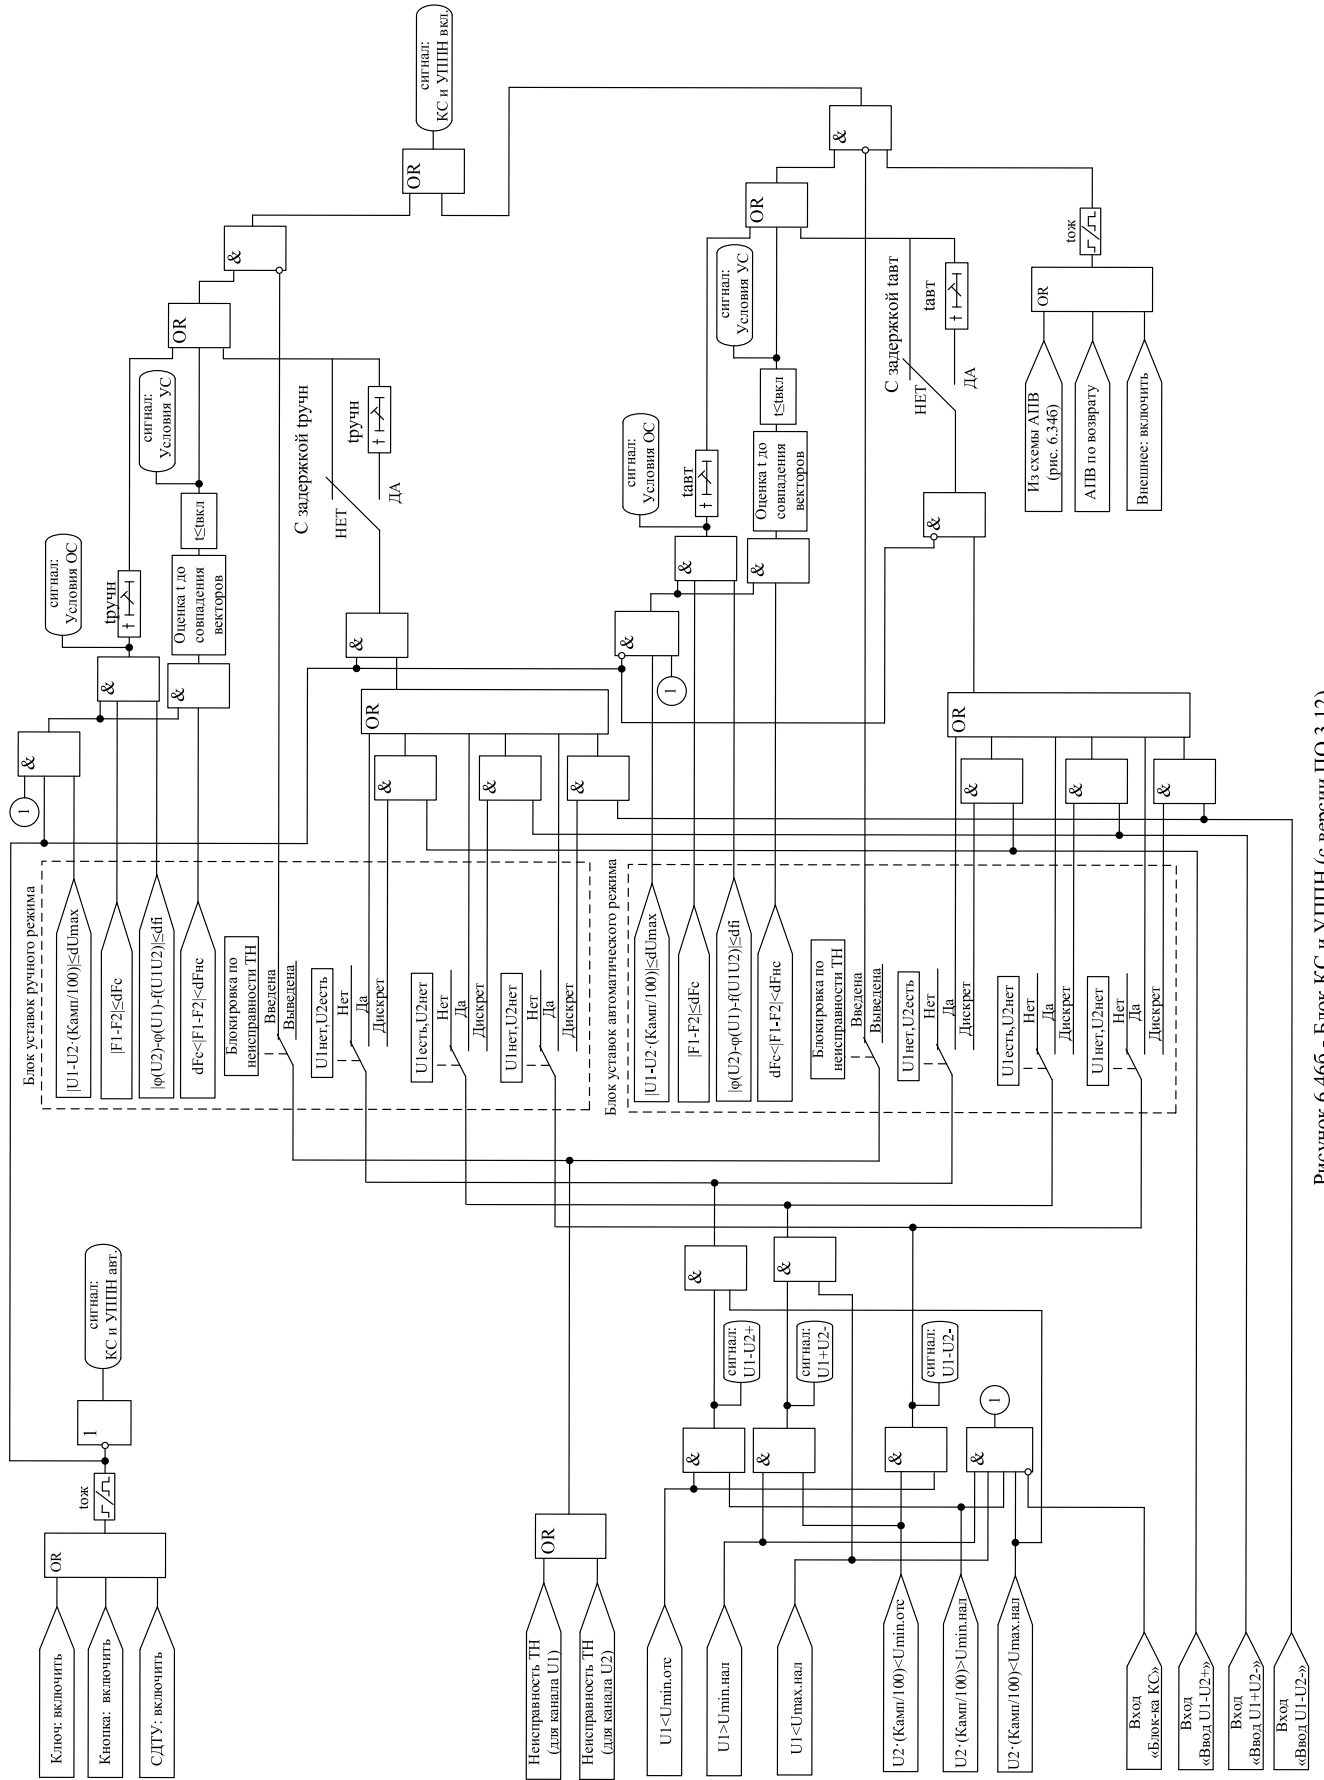 Ключ: включить
Кнопка: включить
СДТУ: включить
OR
tож
1
сигнал:
КС и УППН авт.
Неисправность ТН
(для канала U1)
Неисправность ТН
(для канала U2)
OR
U1<Umin.отс
U1>Umin.нал
U1<Umax.нал
U2·(Kамп/100)<Umin.отс
U2·(Kамп/100)>Umin.нал
U2·(Kамп/100)<Umax.нал
Вход
«Блок-ка КС»
Вход
«Ввод U1-U2+»
Вход
«Ввод U1+U2-»
Вход
«Ввод U1-U2-»
&
&
&
&
1
сигнал:
U1-U2+
сигнал:
U1+U2-
сигнал:
U1-U2-
&
&
Блок уставок ручного режима
|U1-U2·(Kамп/100)|≤dUmax
|F1-F2|≤dFc
|φ(U2)-φ(U1)-f(U1U2)|≤dfi
dFc<|F1-F2|<dFнc
Блокировка по
неисправности ТН
Введена
Выведена
U1нет,U2есть
Нет
Да
Дискрет
U1есть,U2нет
Нет
Да
Дискрет
U1нет,U2нет
Нет
Да
Дискрет
Блок уставок автоматического режима
|U1-U2·(Kамп/100)|≤dUmax
|F1-F2|≤dFc
|φ(U2)-φ(U1)-f(U1U2)|≤dfi
dFc<|F1-F2|<dFнc
Блокировка по
неисправности ТН
Введена
Выведена
U1нет,U2есть
Нет
Да
Дискрет
U1есть,U2нет
Нет
Да
Дискрет
U1нет,U2нет
Нет
Да
Дискрет
1
&
&
&
сигнал:
Условия ОС
tручн
Оценка t до
совпадения
векторов
t≤tвкл
сигнал:
Условия УС
&
&
&
OR
&
НЕТ
ДА
С задержкой tручн
tручн
OR
&
OR
сигнал:
КС и УППН вкл.
1
&
&
&
сигнал:
Условия ОС
tавт
Оценка t до
совпадения
векторов
t≤tвкл
сигнал:
Условия УС
&
&
&
OR
&
НЕТ
ДА
С задержкой tавт
tавт
OR
&
Из схемы АПВ
(рис. 6.34б)
АПВ по возврату
Внешнее: включить
OR
tож
Рисунок 6.46б - Блок КС и УППН (с версии ПО 3.12)